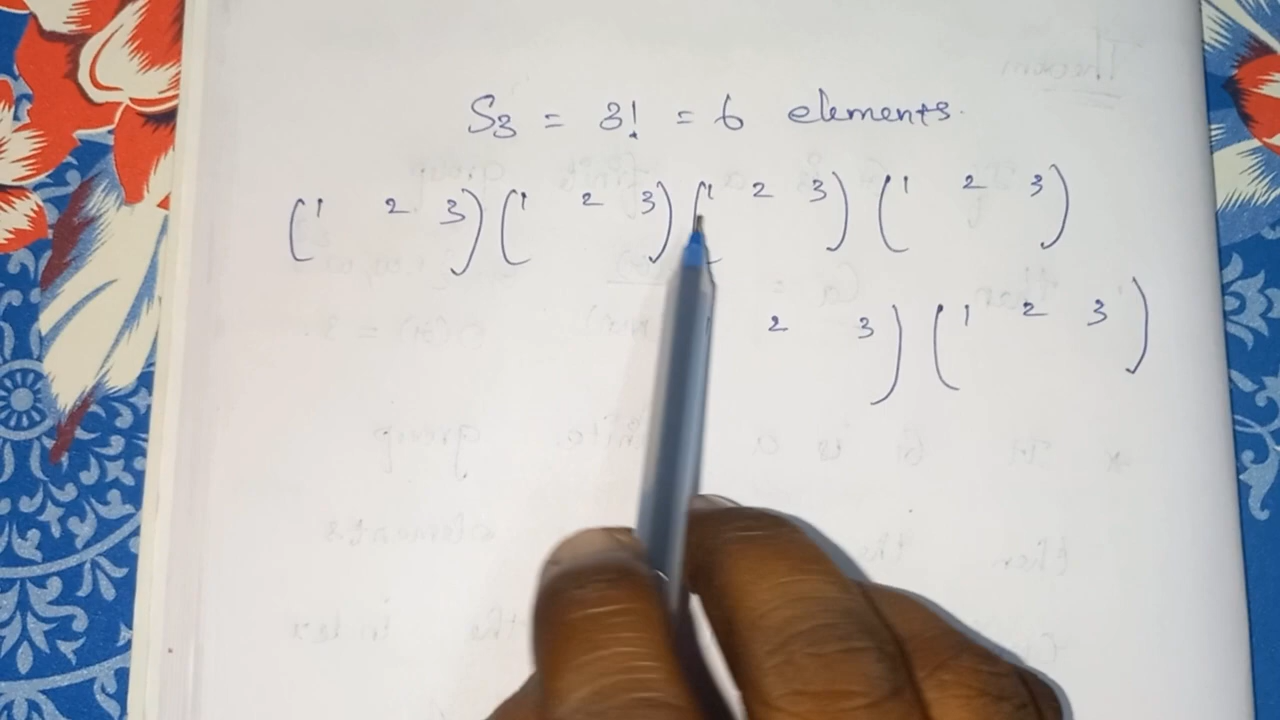 S3 = 3! = 6 elements.
(1 2 3) (1 2 3) (1 2 3) (1 2 3)
2 3) (1 2 3)